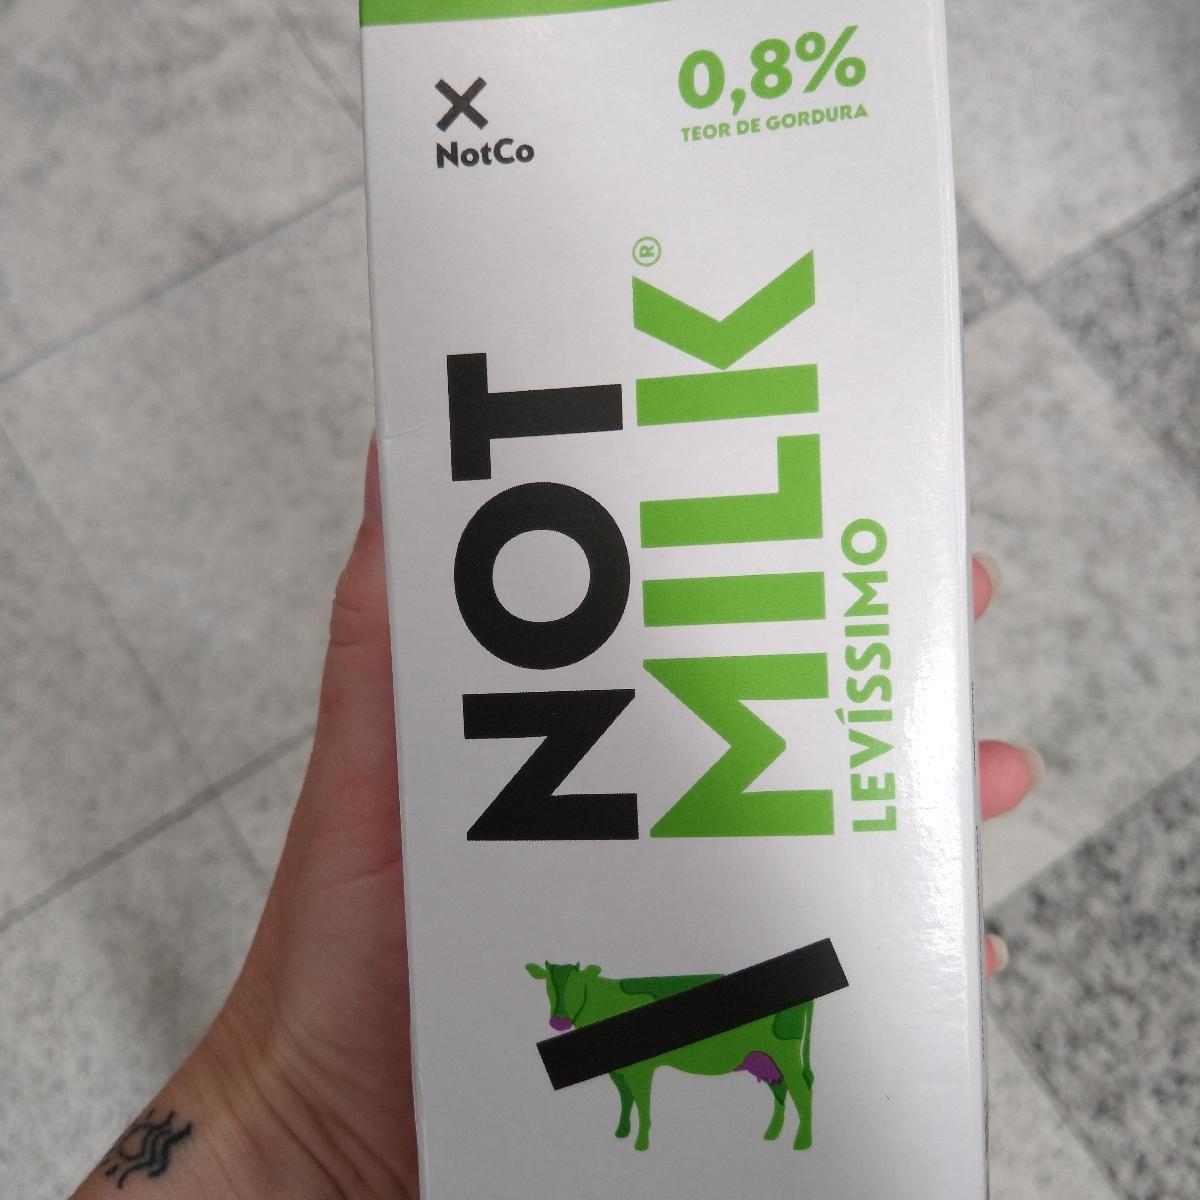 NotCo
0,8%
TEOR DE GORDURA
NOT
MILK®
LEVÍSSIMO